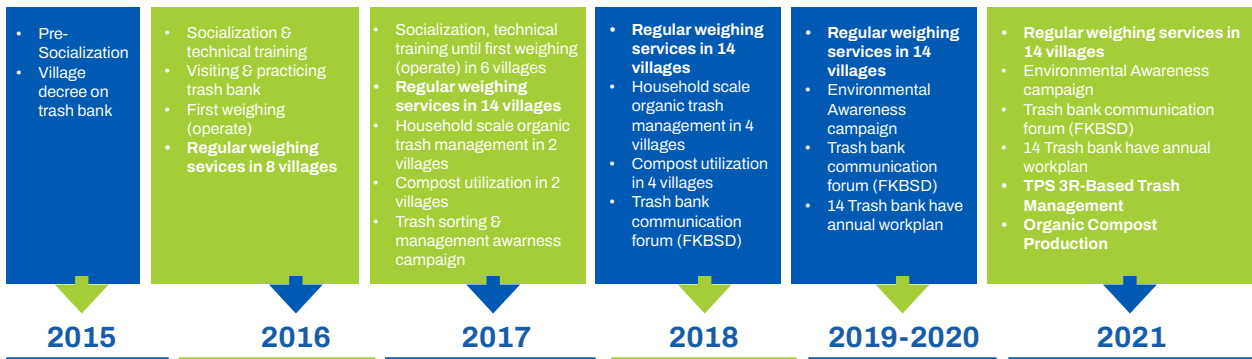 • Pre-
Socialization
• Village
decree on
trash bank
• Socialization &
technical training
• Visiting & practicing
trash bank
• First weighing
(operate)
• Regular weighing
sevices in 8 villages
• Socialization, technical
training until first weighing
(operate) in 6 villages
• Regular weighing
services in 14 villages
• Household scale organic
trash management in 2
villages
• Compost utilization in 2
villages
• Trash sorting &
management awarness
campaign
• Regular weighing
services in 14
villages
• Household scale
organic trash
management in 4
villages
• Compost utilization
in 4 villages
• Trash bank
communication
forum (FKBSD)
• Regular weighing
services in 14
villages
• Environmental
Awareness
campaign
• Trash bank
communication
forum (FKBSD)
• 14 Trash bank have
annual workplan
• Regular weighing services in
14 villages
• Environmental Awareness
campaign
• Trash bank communication
forum (FKBSD)
• 14 Trash bank have annual
workplan
• TPS 3R-Based Trash
Management
• Organic Compost
Production
2015
2016
2017
2018
2019-2020
2021